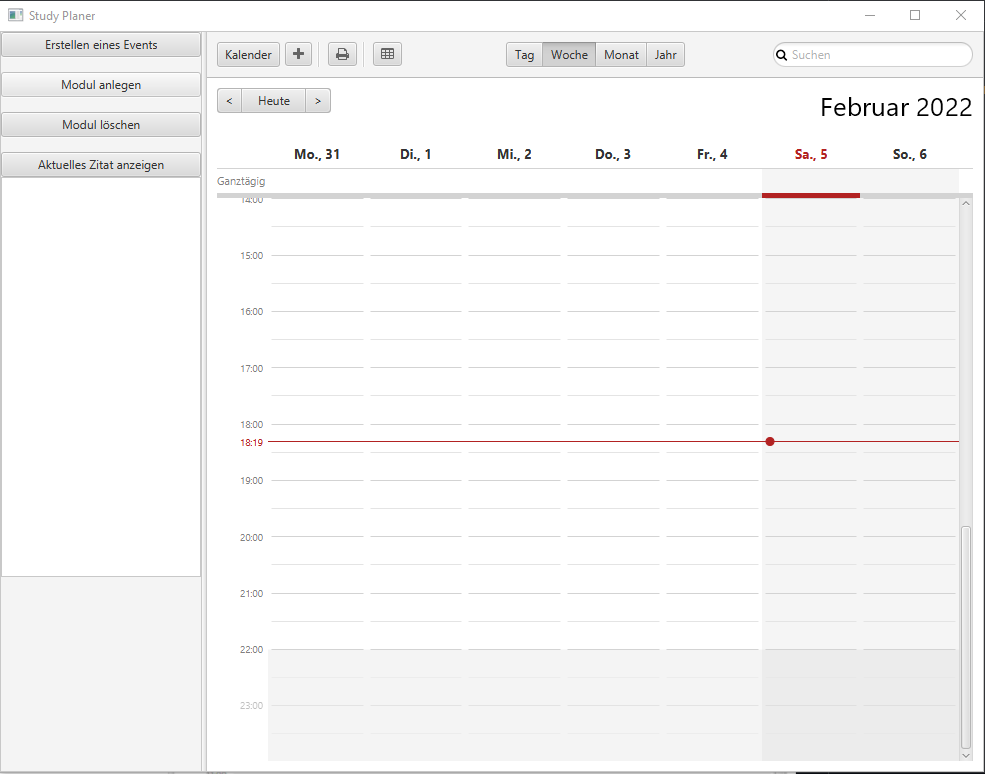 Study Planer
Erstellen eines Events
Modul anlegen
Modul löschen
Aktuelles Zitat anzeigen
Kalender
Tag Woche Monat Jahr
Suchen
< Heute >
Februar 2022
Mo., 31 Di., 1 Mi., 2 Do., 3 Fr., 4 Sa., 5 So., 6
Ganztägig
14:00
15:00
16:00
17:00
18:00
18:19
19:00
20:00
21:00
22:00
23:00